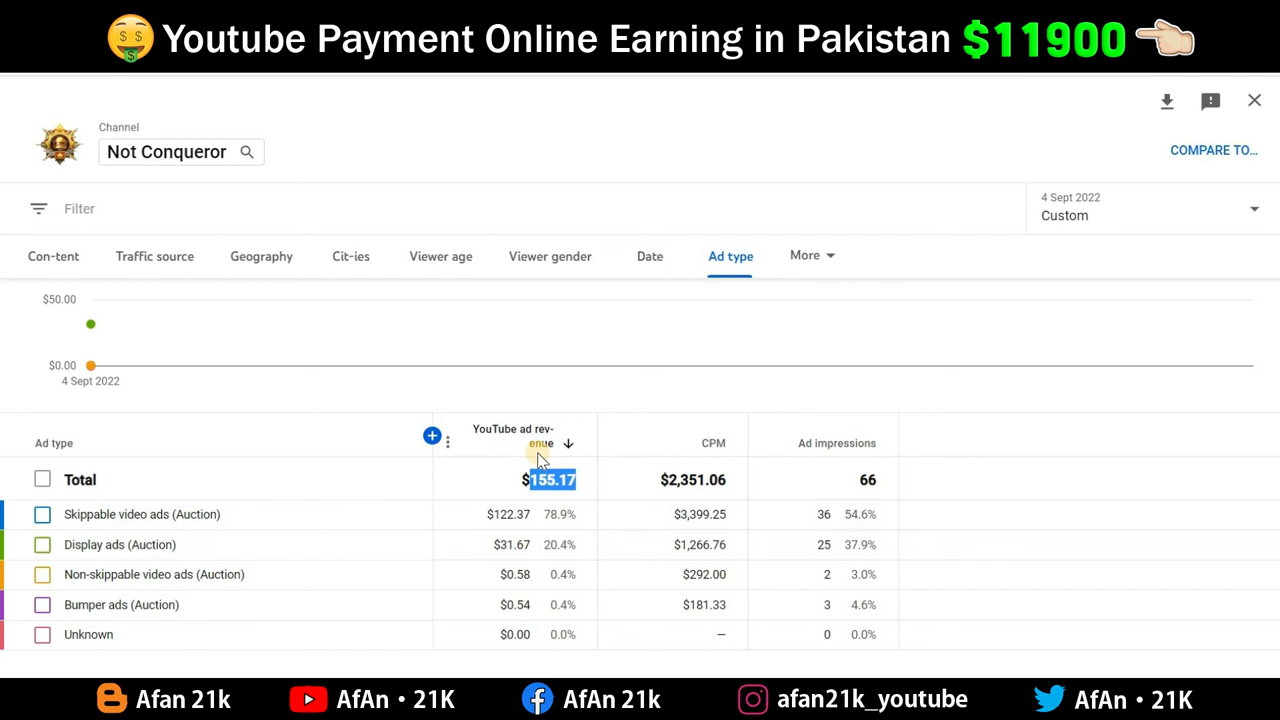 Youtube Payment Online Earning in Pakistan $11900
Channel
Not Conqueror
COMPARE TO...
Filter
4 Sept 2022
Custom
Con-tent Traffic source Geography Cit-ies Viewer age Viewer gender Date Ad type More
$50.00
$0.00
4 Sept 2022
Ad type YouTube ad rev-
enue CPM Ad impressions
Total $155.17 $2,351.06 66
Skippable video ads (Auction) $122.37 78.9% $3,399.25 36 54.6%
Display ads (Auction) $31.67 20.4% $1,266.76 25 37.9%
Non-skippable video ads (Auction) $0.58 0.4% $292.00 2 3.0%
Bumper ads (Auction) $0.54 0.4% $181.33 3 4.6%
Unknown $0.00 0.0% — 0 0.0%
Afan 21k AfAn • 21K AfAn 21k afan21k_youtube AfAn • 21K